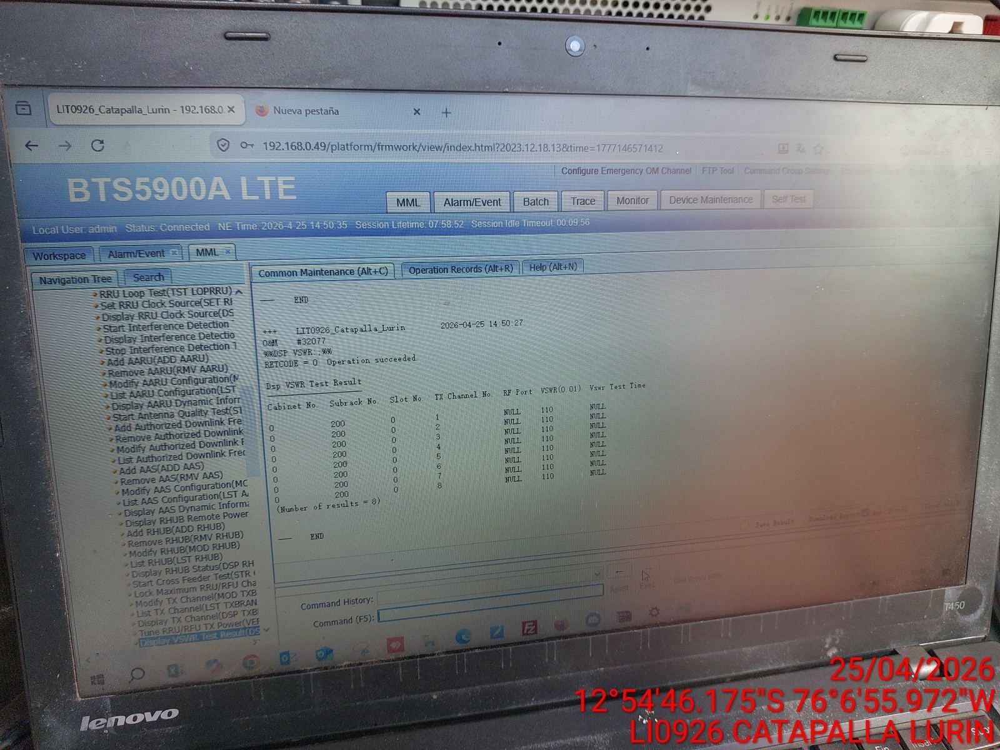 LIT0926_Catapalla_Lurin - 192.168.0.
Nueva pestaña
192.168.0.49/platform/frmwork/view/index.html?2023.12.18.13&time=1777146571412
Configure Emergency OM Channel FTP Tool Command Group Settings
BTS5900A LTE
MML Alarm/Event Batch Trace Monitor Device Maintenance Self Test
Local User: admin Status: Connected NE Time: 2026-4-25 14:50:35 Session Lifetime: 07:58:52 Session Idle Timeout: 00:09:56
Workspace Alarm/Event MML
Navigation Tree Search
Common Maintenance (Alt+C) Operation Records (Alt+R) Help (Alt+N)
RRU Loop Test(TST LOPRRU)
Set RRU Clock Source(SET RI
Display RRU Clock Source(DS
Start Interference Detection
Display Interference Detectio
Stop Interference Detection T
Add AARU(ADD AARU)
Remove AARU(RMV AARU)
Modify AARU Configuration(M
List AARU Configuration(LST
Display AARU Dynamic Inforr
Start Antenna Quality Test(ST
Add Authorized Downlink Fre
Remove Authorized Downlink
Modify Authorized Downlink F
List Authorized Downlink Frec
Add AAS(ADD AAS)
Remove AAS(RMV AAS)
Modify AAS Configuration(MC
List AAS Configuration(LST A
Display AAS Dynamic Informa
Display RHUB Remote Power
Add RHUB(ADD RHUB)
Remove RHUB(RMV RHUB)
Modify RHUB(MOD RHUB)
List RHUB(LST RHUB)
Display RHUB Status(DSP RH
Start Cross Feeder Test(STR
Lock Maximum RRU/RFU Cha
Modify TX Channel(MOD TXB
List TX Channel(LST TXBRAN
Display TX Channel(DSP TXB
Tune RRU/RFU TX Power(VEF
Display VSWR Test Result(DS
--- END
+++ LIT0926_Catapalla_Lurin 2026-04-25 14:50:27
O&M #32077
%%DSP VSWR:;%%
RETCODE = 0 Operation succeeded.
Dsp VSWR Test Result
Cabinet No. Subrack No. Slot No. TX Channel No. RF Port VSWR(0.01) Vswr Test Time
0 200 0 1 NULL 110 NULL
0 200 0 2 NULL 110 NULL
0 200 0 3 NULL 110 NULL
0 200 0 4 NULL 110 NULL
0 200 0 5 NULL 110 NULL
0 200 0 6 NULL 110 NULL
0 200 0 7 NULL 110 NULL
0 200 0 8 NULL 110 NULL
(Number of results = 8)
--- END
Save Result Download Report
Command History:
Assist Exec
Command (F5):
T450
lenovo
25/04/2026
12°54'46.175"S 76°6'55.972"W
LI0926 CATAPALLA LURIN